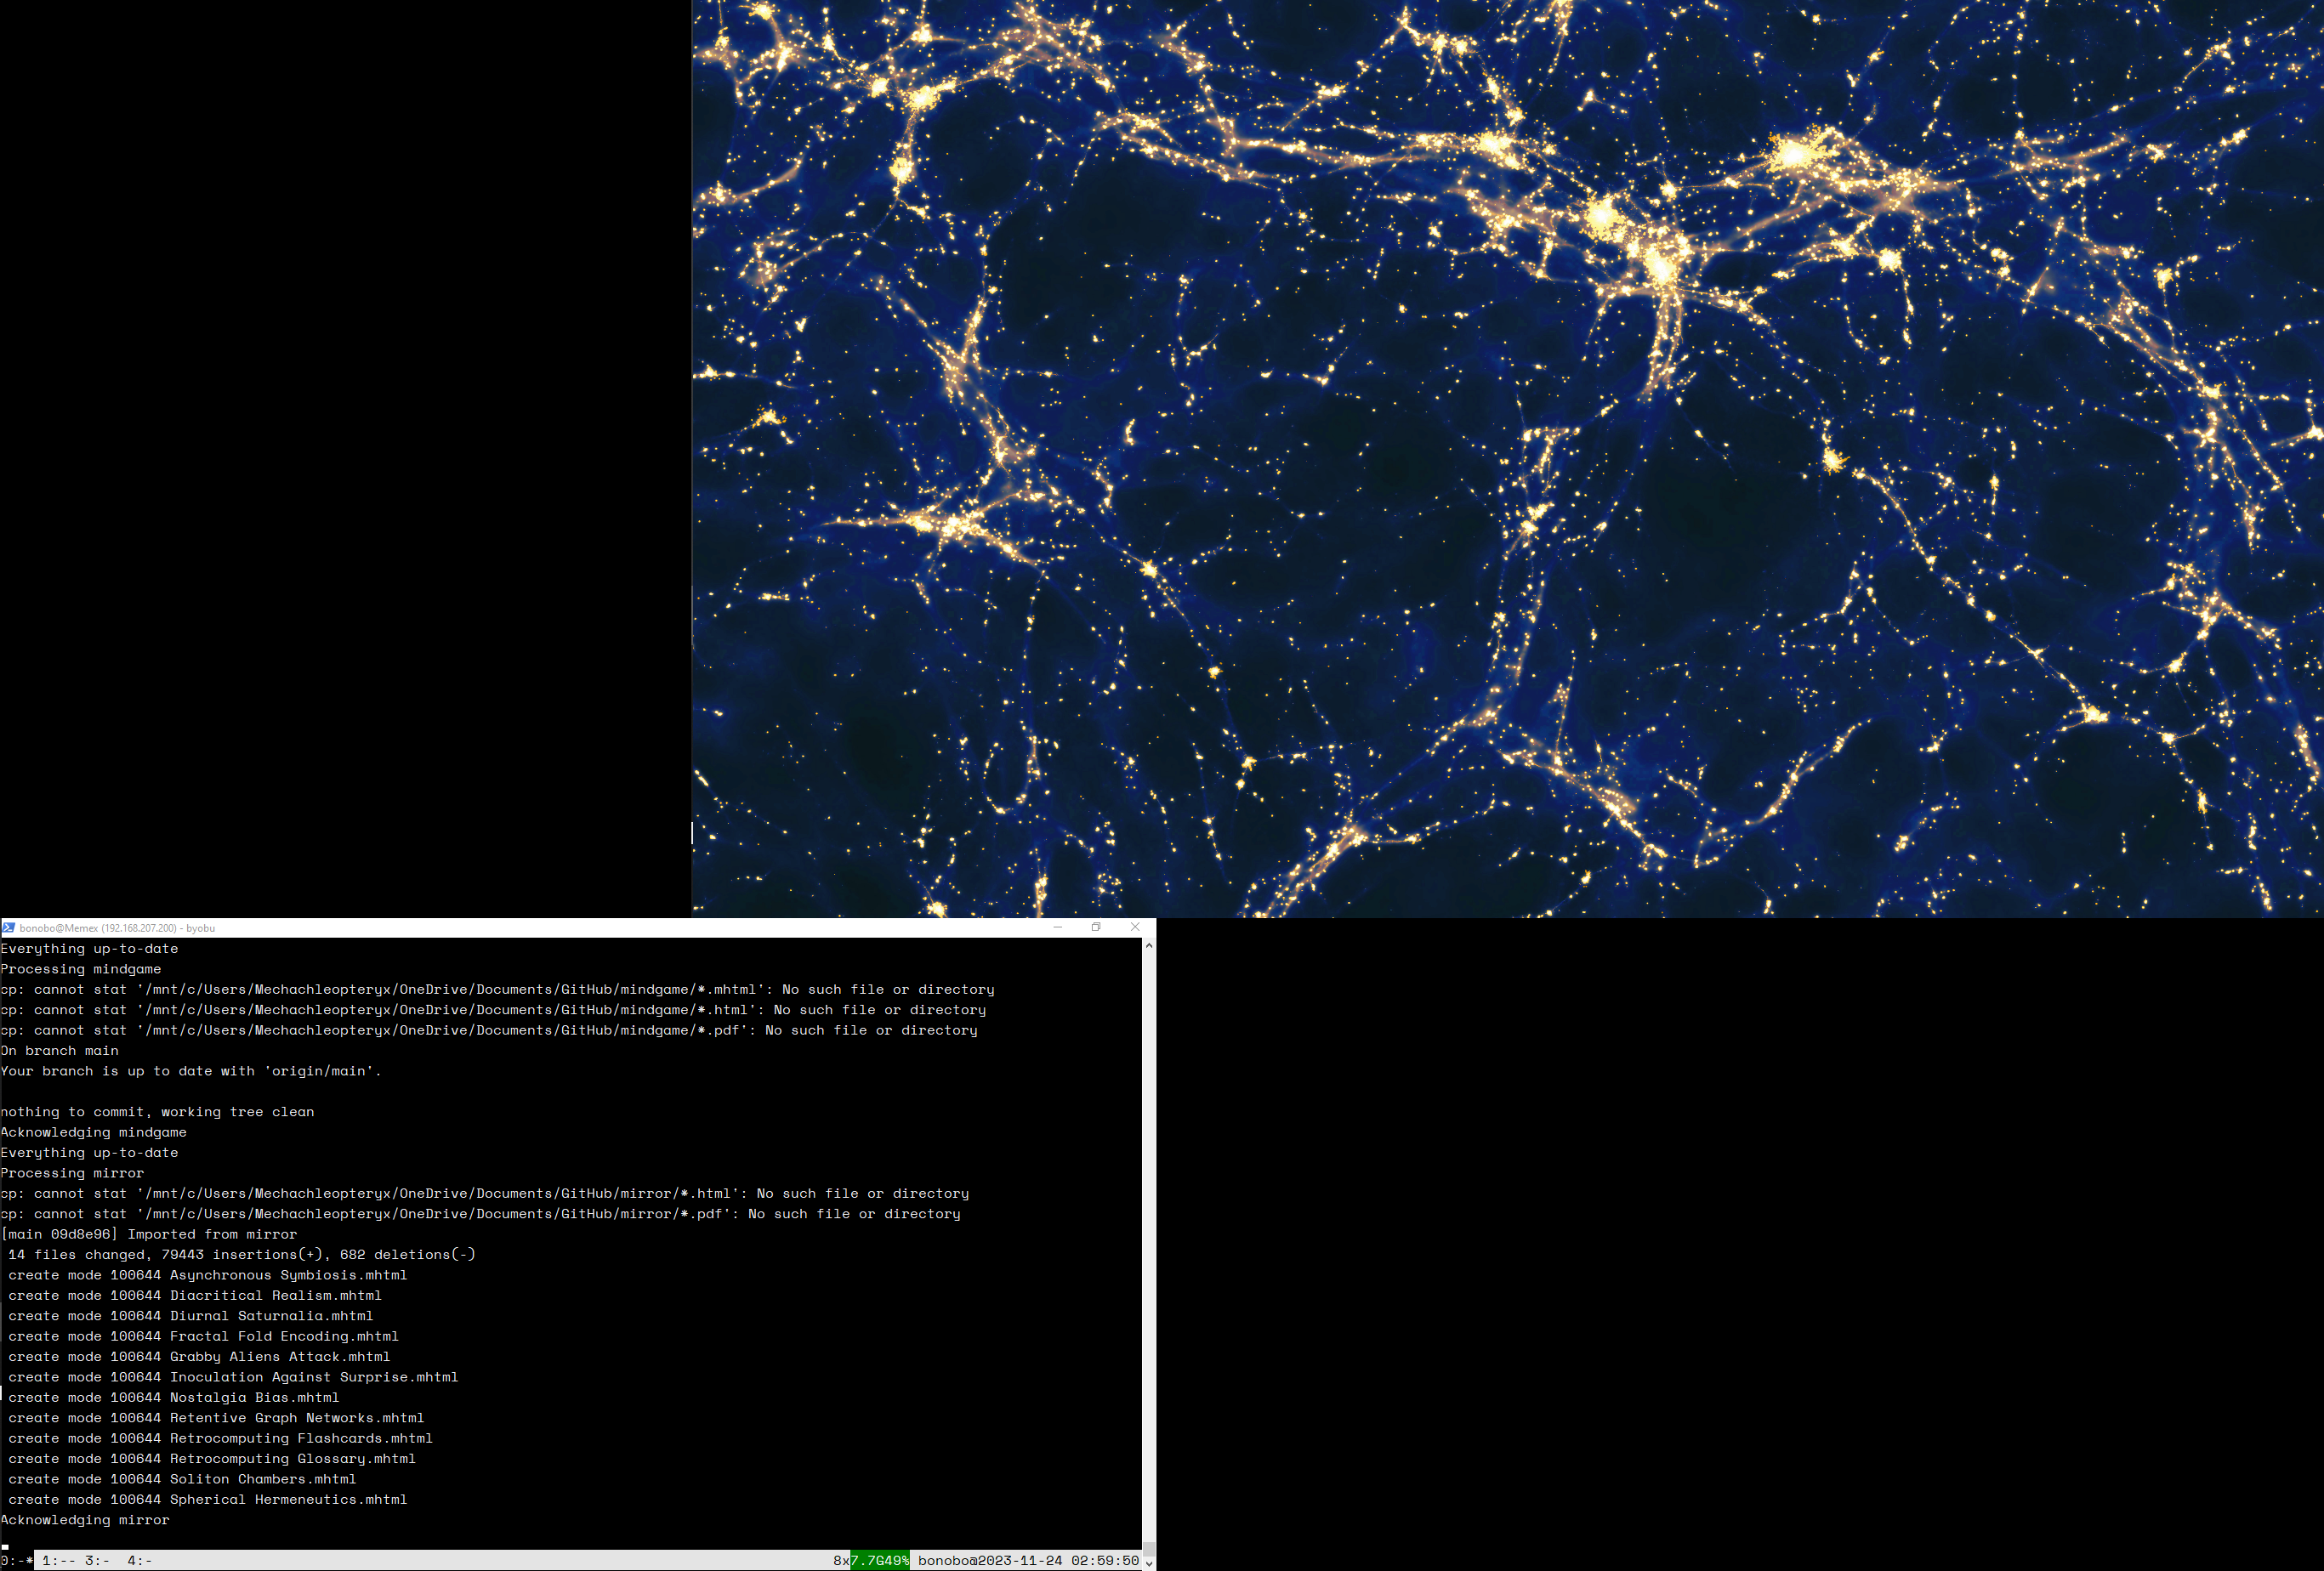 bonobo@Memex (192.168.207.200) - byobu
Everything up-to-date
Processing mindgame
cp: cannot stat '/mnt/c/Users/Mechachleopteryx/OneDrive/Documents/GitHub/mindgame/*.mhtml': No such file or directory
cp: cannot stat '/mnt/c/Users/Mechachleopteryx/OneDrive/Documents/GitHub/mindgame/*.html': No such file or directory
cp: cannot stat '/mnt/c/Users/Mechachleopteryx/OneDrive/Documents/GitHub/mindgame/*.pdf': No such file or directory
On branch main
Your branch is up to date with 'origin/main'.
nothing to commit, working tree clean
Acknowledging mindgame
Everything up-to-date
Processing mirror
cp: cannot stat '/mnt/c/Users/Mechachleopteryx/OneDrive/Documents/GitHub/mirror/*.html': No such file or directory
cp: cannot stat '/mnt/c/Users/Mechachleopteryx/OneDrive/Documents/GitHub/mirror/*.pdf': No such file or directory
[main 09d8e96] Imported from mirror
14 files changed, 79443 insertions(+), 682 deletions(-)
create mode 100644 Asynchronous Symbiosis.mhtml
create mode 100644 Diacritical Realism.mhtml
create mode 100644 Diurnal Saturnalia.mhtml
create mode 100644 Fractal Fold Encoding.mhtml
create mode 100644 Grabby Aliens Attack.mhtml
create mode 100644 Inoculation Against Surprise.mhtml
create mode 100644 Nostalgia Bias.mhtml
create mode 100644 Retentive Graph Networks.mhtml
create mode 100644 Retrocomputing Flashcards.mhtml
create mode 100644 Retrocomputing Glossary.mhtml
create mode 100644 Soliton Chambers.mhtml
create mode 100644 Spherical Hermeneutics.mhtml
Acknowledging mirror
0:-* 1:-- 3:-  4:- 8x7.7G49% bonobo@2023-11-24 02:59:50